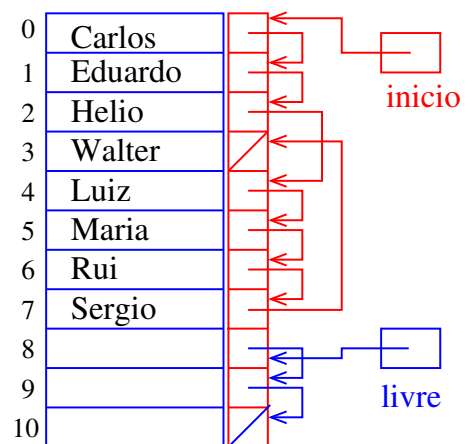 0 Carlos
1 Eduardo
inicio
2 Helio
3 Walter
4 Luiz
5 Maria
6 Rui
7 Sergio
8
9
livre
10